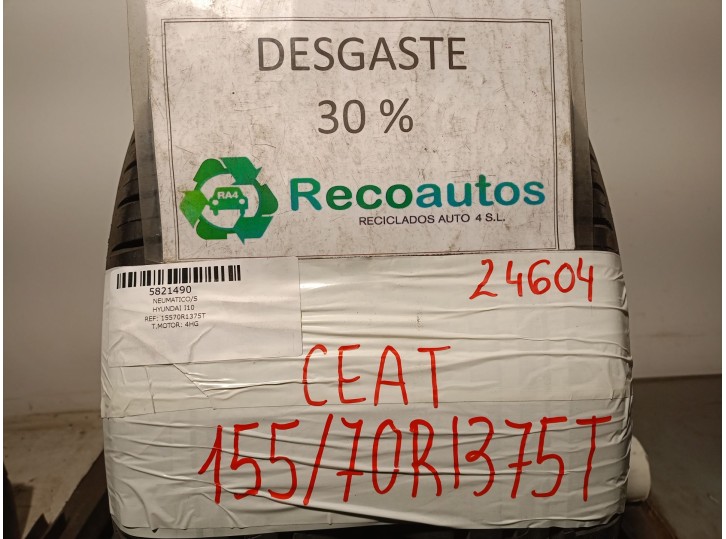 DESGASTE
30 %
RA4
Recoautos
RECICLADOS AUTO 4 S.L.
5821490
NEUMATICO/S
HYUNDAI I10
REF: 15570R1375T
T.MOTOR: 4HG
24604
CEAT
155/70R1375T